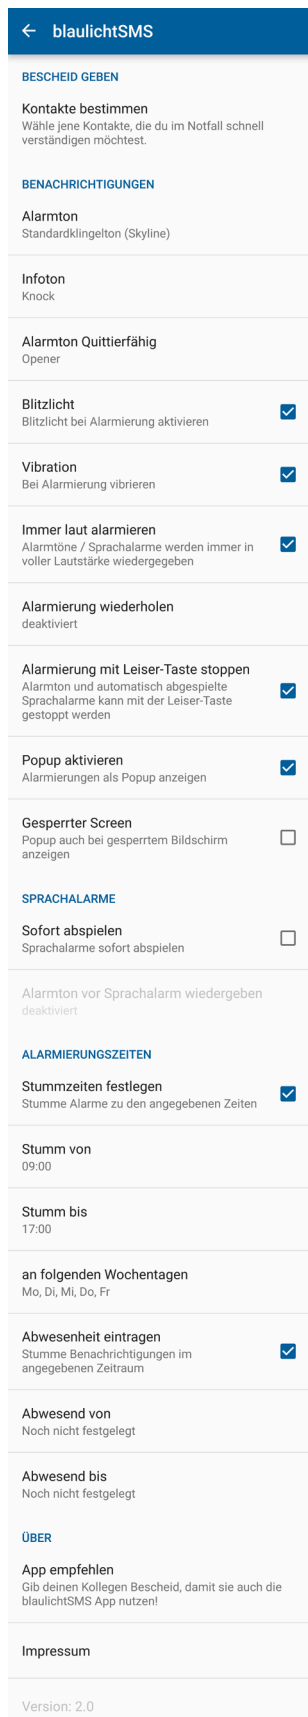 blaulichtSMS
BESCHEID GEBEN
Kontakte bestimmen
Wähle jene Kontakte, die du im Notfall schnell
verständigen möchtest.
BENACHRICHTIGUNGEN
Alarmton
Standardklingelton (Skyline)
Infoton
Knock
Alarmton Quittierfähig
Opener
Blitzlicht
Blitzlicht bei Alarmierung aktivieren
Vibration
Bei Alarmierung vibrieren
Immer laut alarmieren
Alarmtöne / Sprachalarme werden immer in
voller Lautstärke wiedergegeben
Alarmierung wiederholen
deaktiviert
Alarmierung mit Leiser-Taste stoppen
Alarmton und automatisch abgespielte
Sprachalarme kann mit der Leiser-Taste
gestoppt werden
Popup aktivieren
Alarmierungen als Popup anzeigen
Gesperrter Screen
Popup auch bei gesperrtem Bildschirm
anzeigen
SPRACHALARME
Sofort abspielen
Sprachalarme sofort abspielen
Alarmton vor Sprachalarm wiedergeben
deaktiviert
ALARMIERUNGSZEITEN
Stummzeiten festlegen
Stumme Alarme zu den angegebenen Zeiten
Stumm von
09:00
Stumm bis
17:00
an folgenden Wochentagen
Mo, Di, Mi, Do, Fr
Abwesenheit eintragen
Stumme Benachrichtigungen im
angegebenen Zeitraum
Abwesend von
Noch nicht festgelegt
Abwesend bis
Noch nicht festgelegt
ÜBER
App empfehlen
Gib deinen Kollegen Bescheid, damit sie auch die
blaulichtSMS App nutzen!
Impressum
Version: 2.0